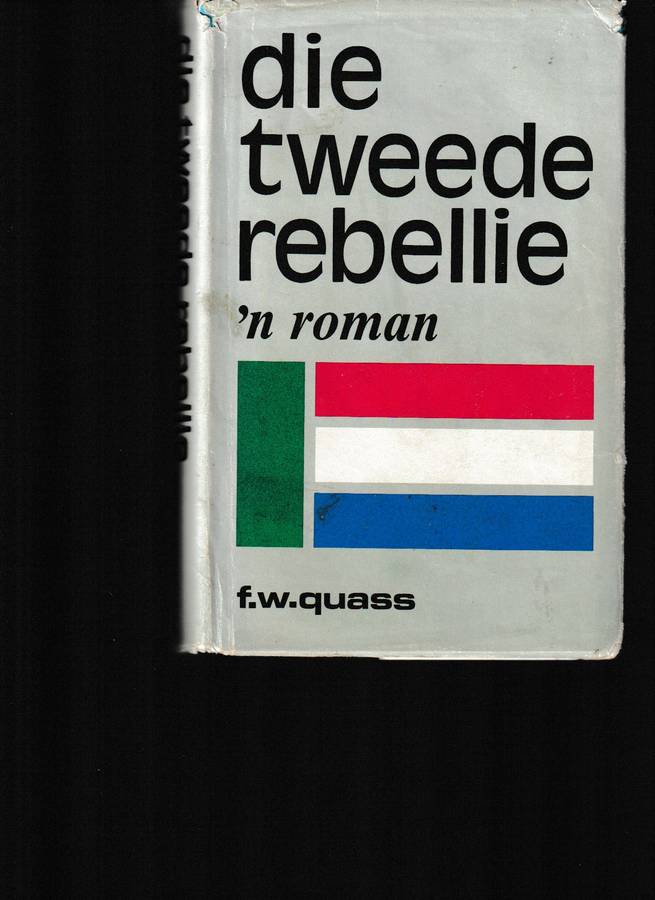 die
tweede
rebellie
’n roman
f.w.quass
die tweede rebellie